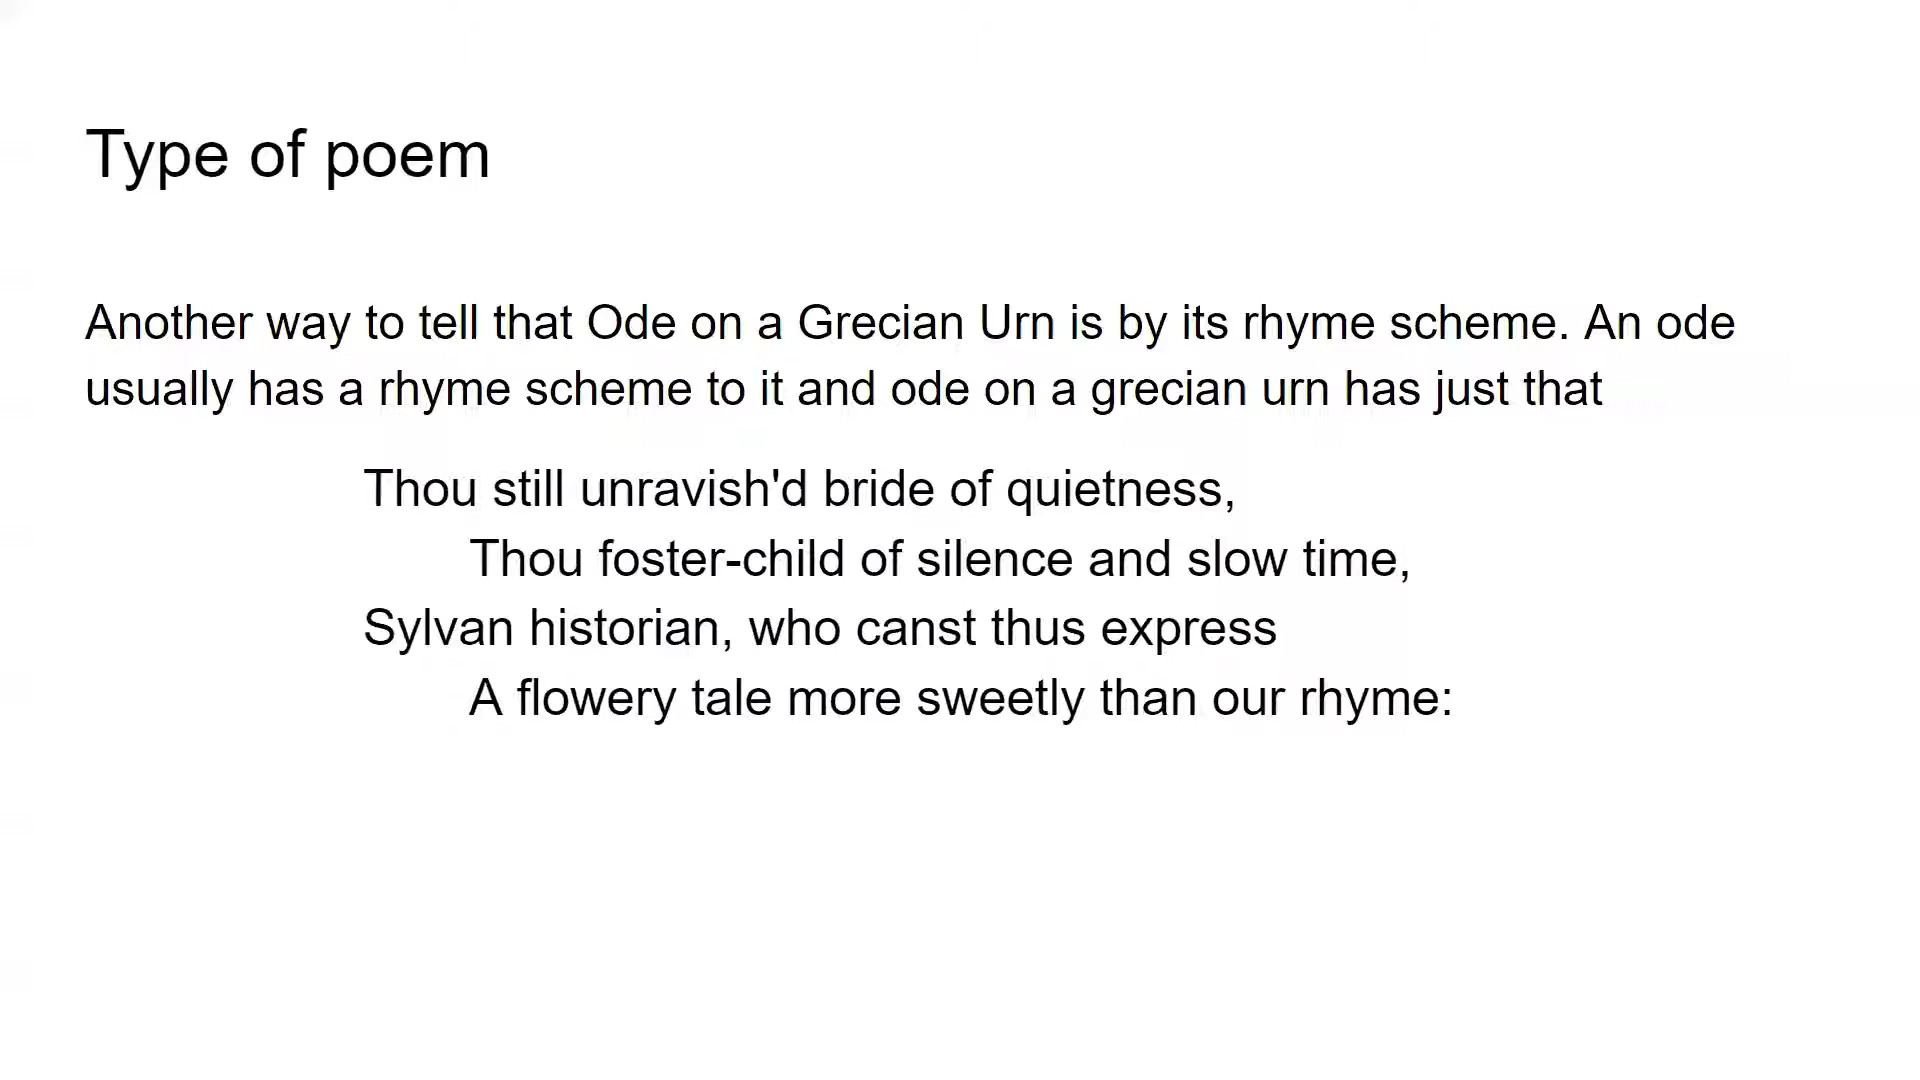 Type of poem
Another way to tell that Ode on a Grecian Urn is by its rhyme scheme. An ode
usually has a rhyme scheme to it and ode on a grecian urn has just that
Thou still unravish'd bride of quietness,
Thou foster-child of silence and slow time,
Sylvan historian, who canst thus express
A flowery tale more sweetly than our rhyme: